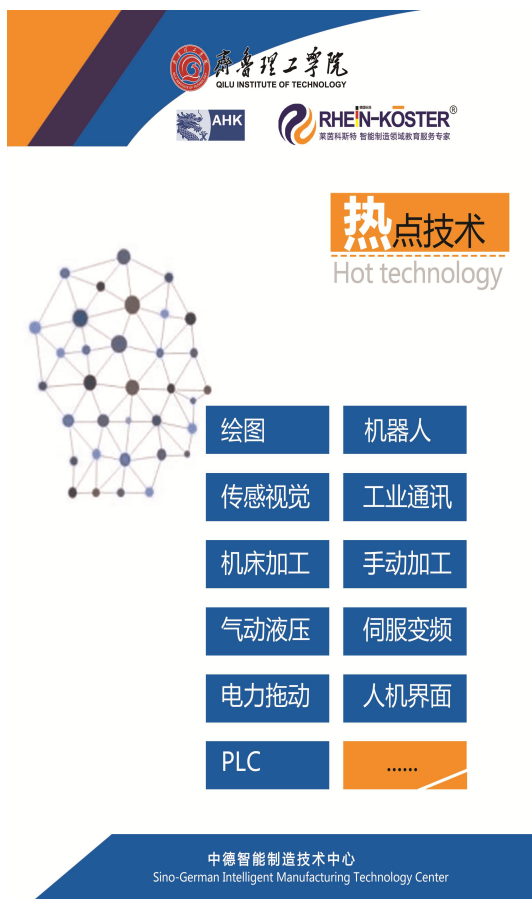 齊魯理工學院
QILU INSTITUTE OF TECHNOLOGY
AHK
RHEIN-KÖSTER®
莱茵科斯特 智能制造领域教育服务专家
热点技术
Hot technology
绘图 机器人
传感视觉 工业通讯
机床加工 手动加工
气动液压 伺服变频
电力拖动 人机界面
PLC ......
中德智能制造技术中心
Sino-German Intelligent Manufacturing Technology Center